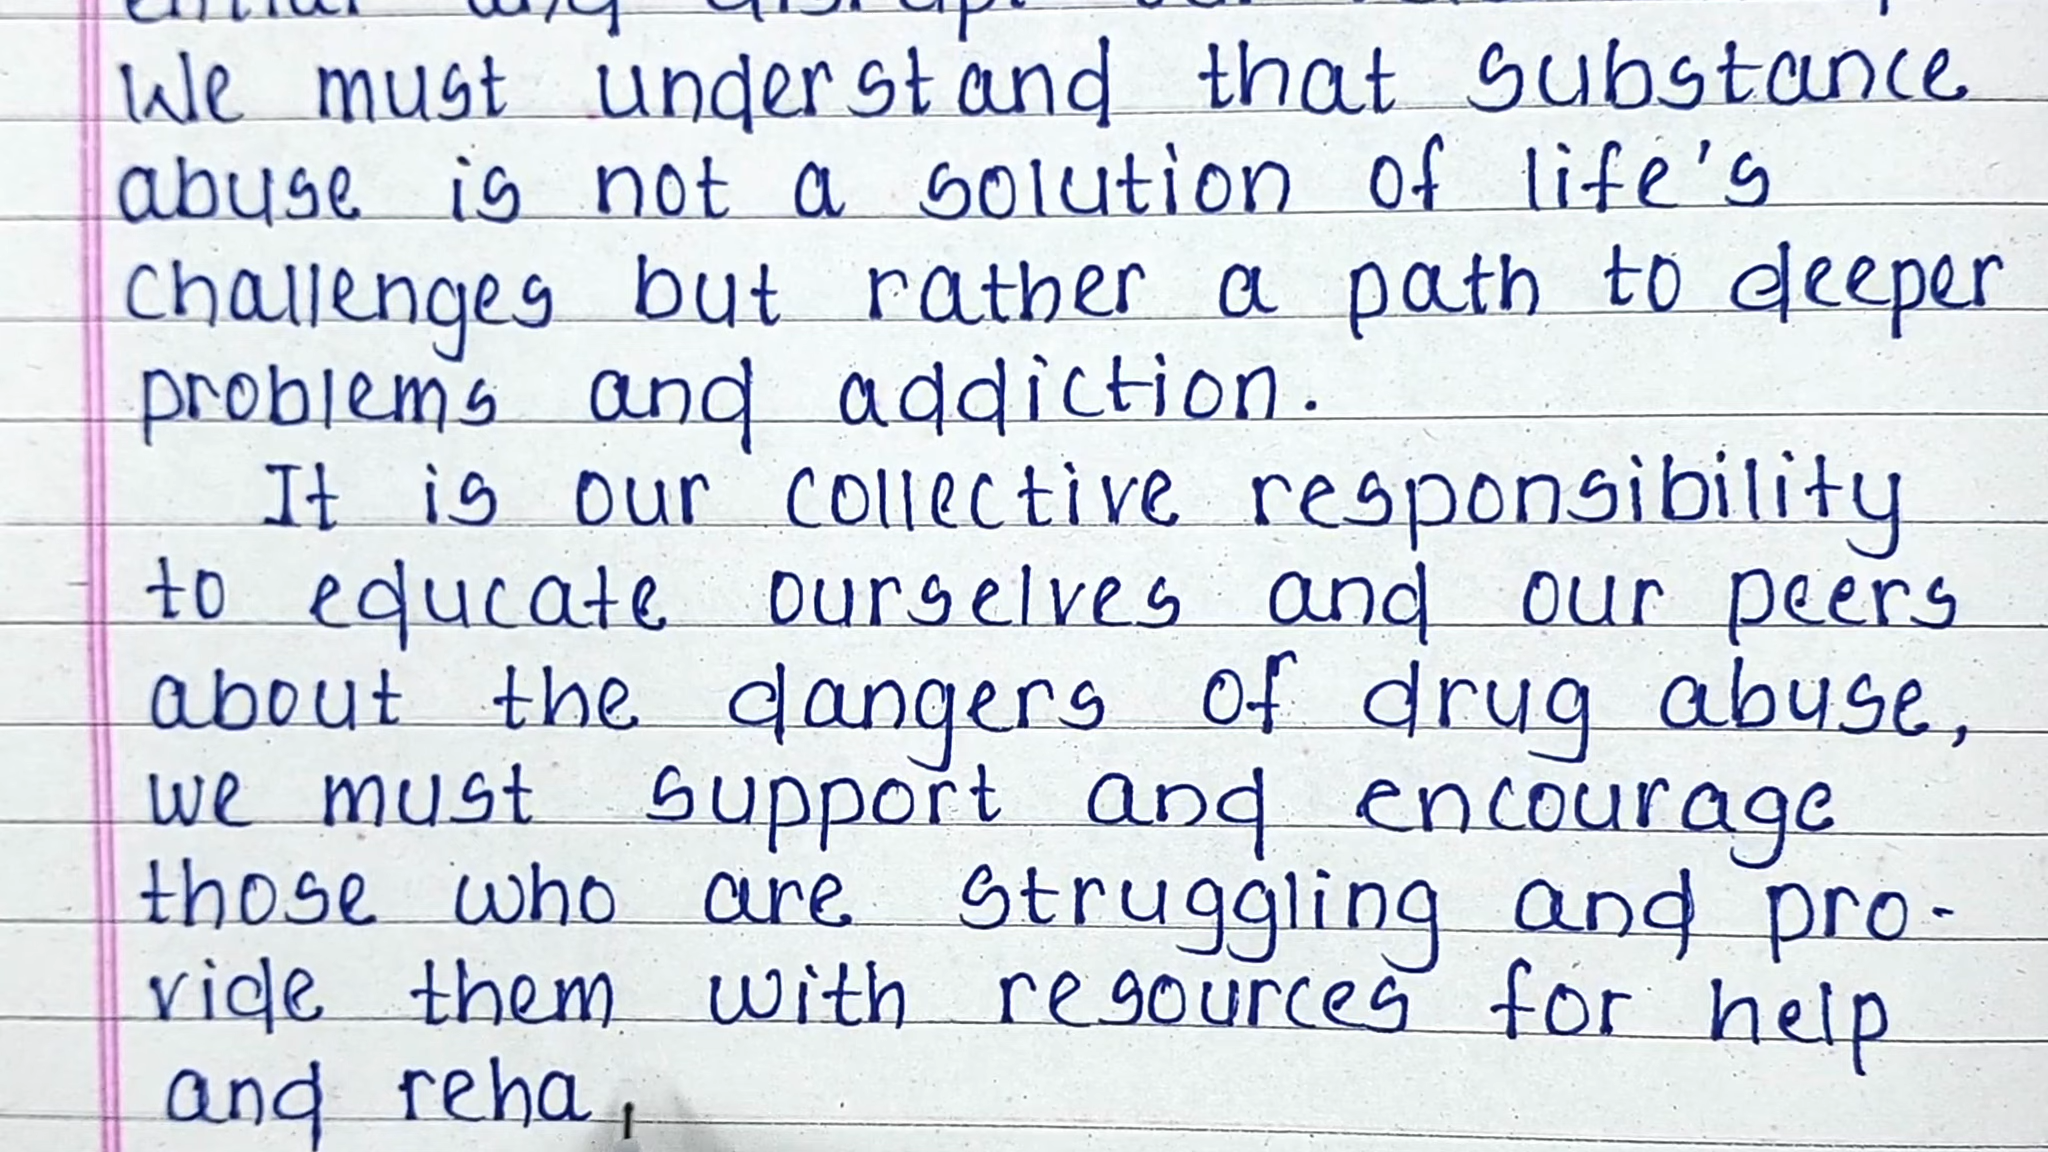 We must understand that substance
abuse is not a solution of life's
challenges but rather a path to deeper
problems and addiction.
It is our collective responsibility
to educate ourselves and our peers
about the dangers of drug abuse,
we must support and encourage
those who are struggling and pro-
vide them with resources for help
and reha